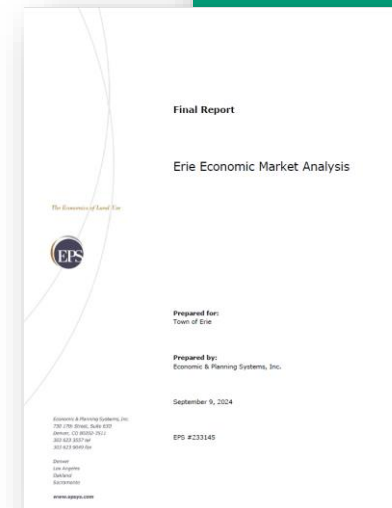 Final Report
Erie Economic Market Analysis
The Economics of Land Use
EPS
Prepared for:
Town of Erie
Prepared by:
Economic & Planning Systems, Inc.
September 9, 2024
EPS #233145
Economic & Planning Systems, Inc.
730 17th Street, Suite 630
Denver, CO 80202-3511
303 623 3557 tel
303 623 9049 fax
Denver
Los Angeles
Oakland
Sacramento
www.epsys.com